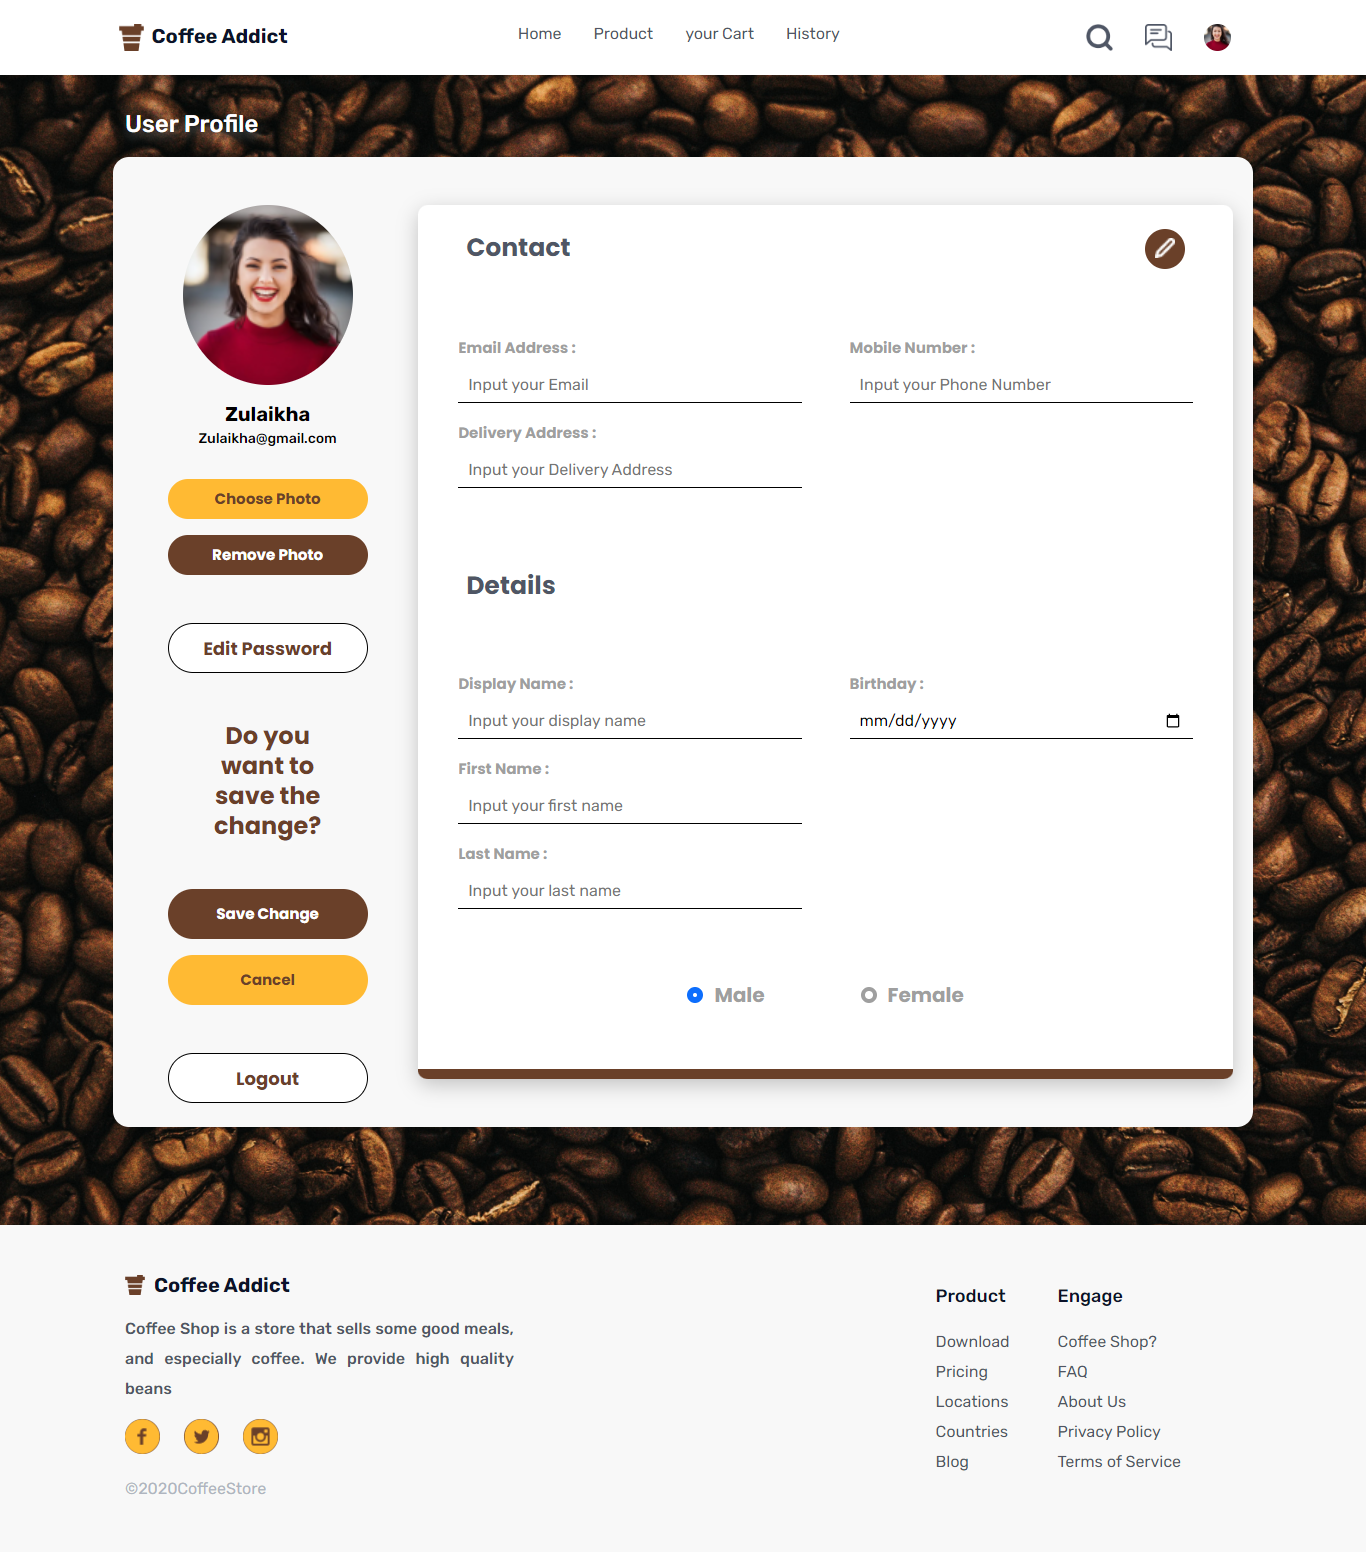 Coffee Addict
Home
Product
your Cart
History
User Profile
Zulaikha
Zulaikha@gmail.com
Choose Photo
Remove Photo
Edit Password
Do you
want to
save the
change?
Save Change
Cancel
Logout
Contact
Email Address :
Input your Email
Mobile Number :
Input your Phone Number
Delivery Address :
Input your Delivery Address
Details
Display Name :
Input your display name
Birthday :
mm/dd/yyyy
First Name :
Input your first name
Last Name :
Input your last name
Male
Female
Coffee Addict
Coffee Shop is a store that sells some good meals,
and especially coffee. We provide high quality
beans
©2020CoffeeStore
Product
Download
Pricing
Locations
Countries
Blog
Engage
Coffee Shop?
FAQ
About Us
Privacy Policy
Terms of Service